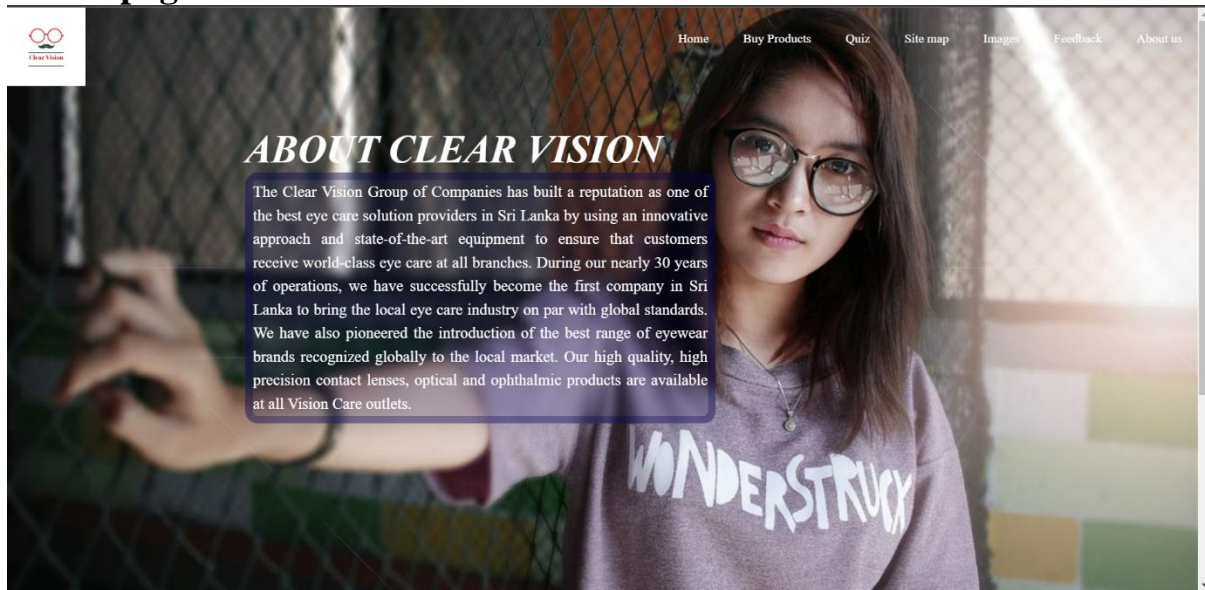 Clear Vision
Home Buy Products Quiz Site map Images Feedback About us
ABOUT CLEAR VISION
The Clear Vision Group of Companies has built a reputation as one of
the best eye care solution providers in Sri Lanka by using an innovative
approach and state-of-the-art equipment to ensure that customers
receive world-class eye care at all branches. During our nearly 30 years
of operations, we have successfully become the first company in Sri
Lanka to bring the local eye care industry on par with global standards.
We have also pioneered the introduction of the best range of eyewear
brands recognized globally to the local market. Our high quality, high
precision contact lenses, optical and ophthalmic products are available
at all Vision Care outlets.
WONDERSTRUCK